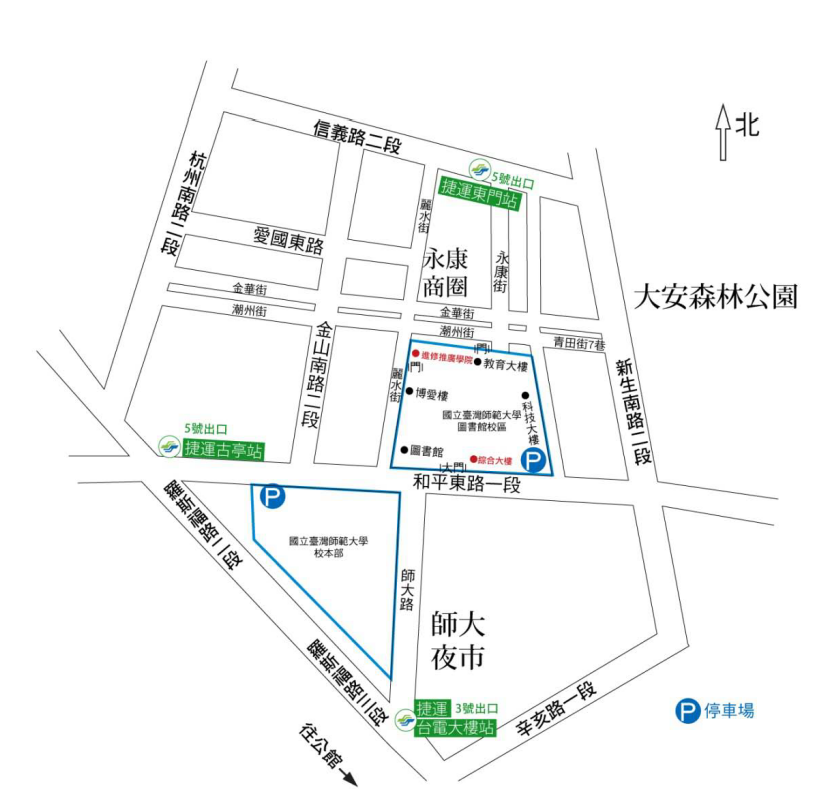 信義路二段
北
杭州南路二段
5號出口
捷運東門站
麗水街
愛國東路
永康
商圈
永康街
大安森林公園
金華街
潮州街
金華街
潮州街
青田街7巷
金山南路二段
麗水街
進修推廣學院
門
門
教育大樓
新生南路二段
博愛樓
國立臺灣師範大學
圖書館校區
科技大樓
5號出口
捷運古亭站
圖書館
綜合大樓
P
大門
和平東路一段
P
羅斯福路二段
國立臺灣師範大學
校本部
師大路
師大
夜市
羅斯福路三段
捷運 3號出口
台電大樓站
辛亥路一段
P 停車場
往公館